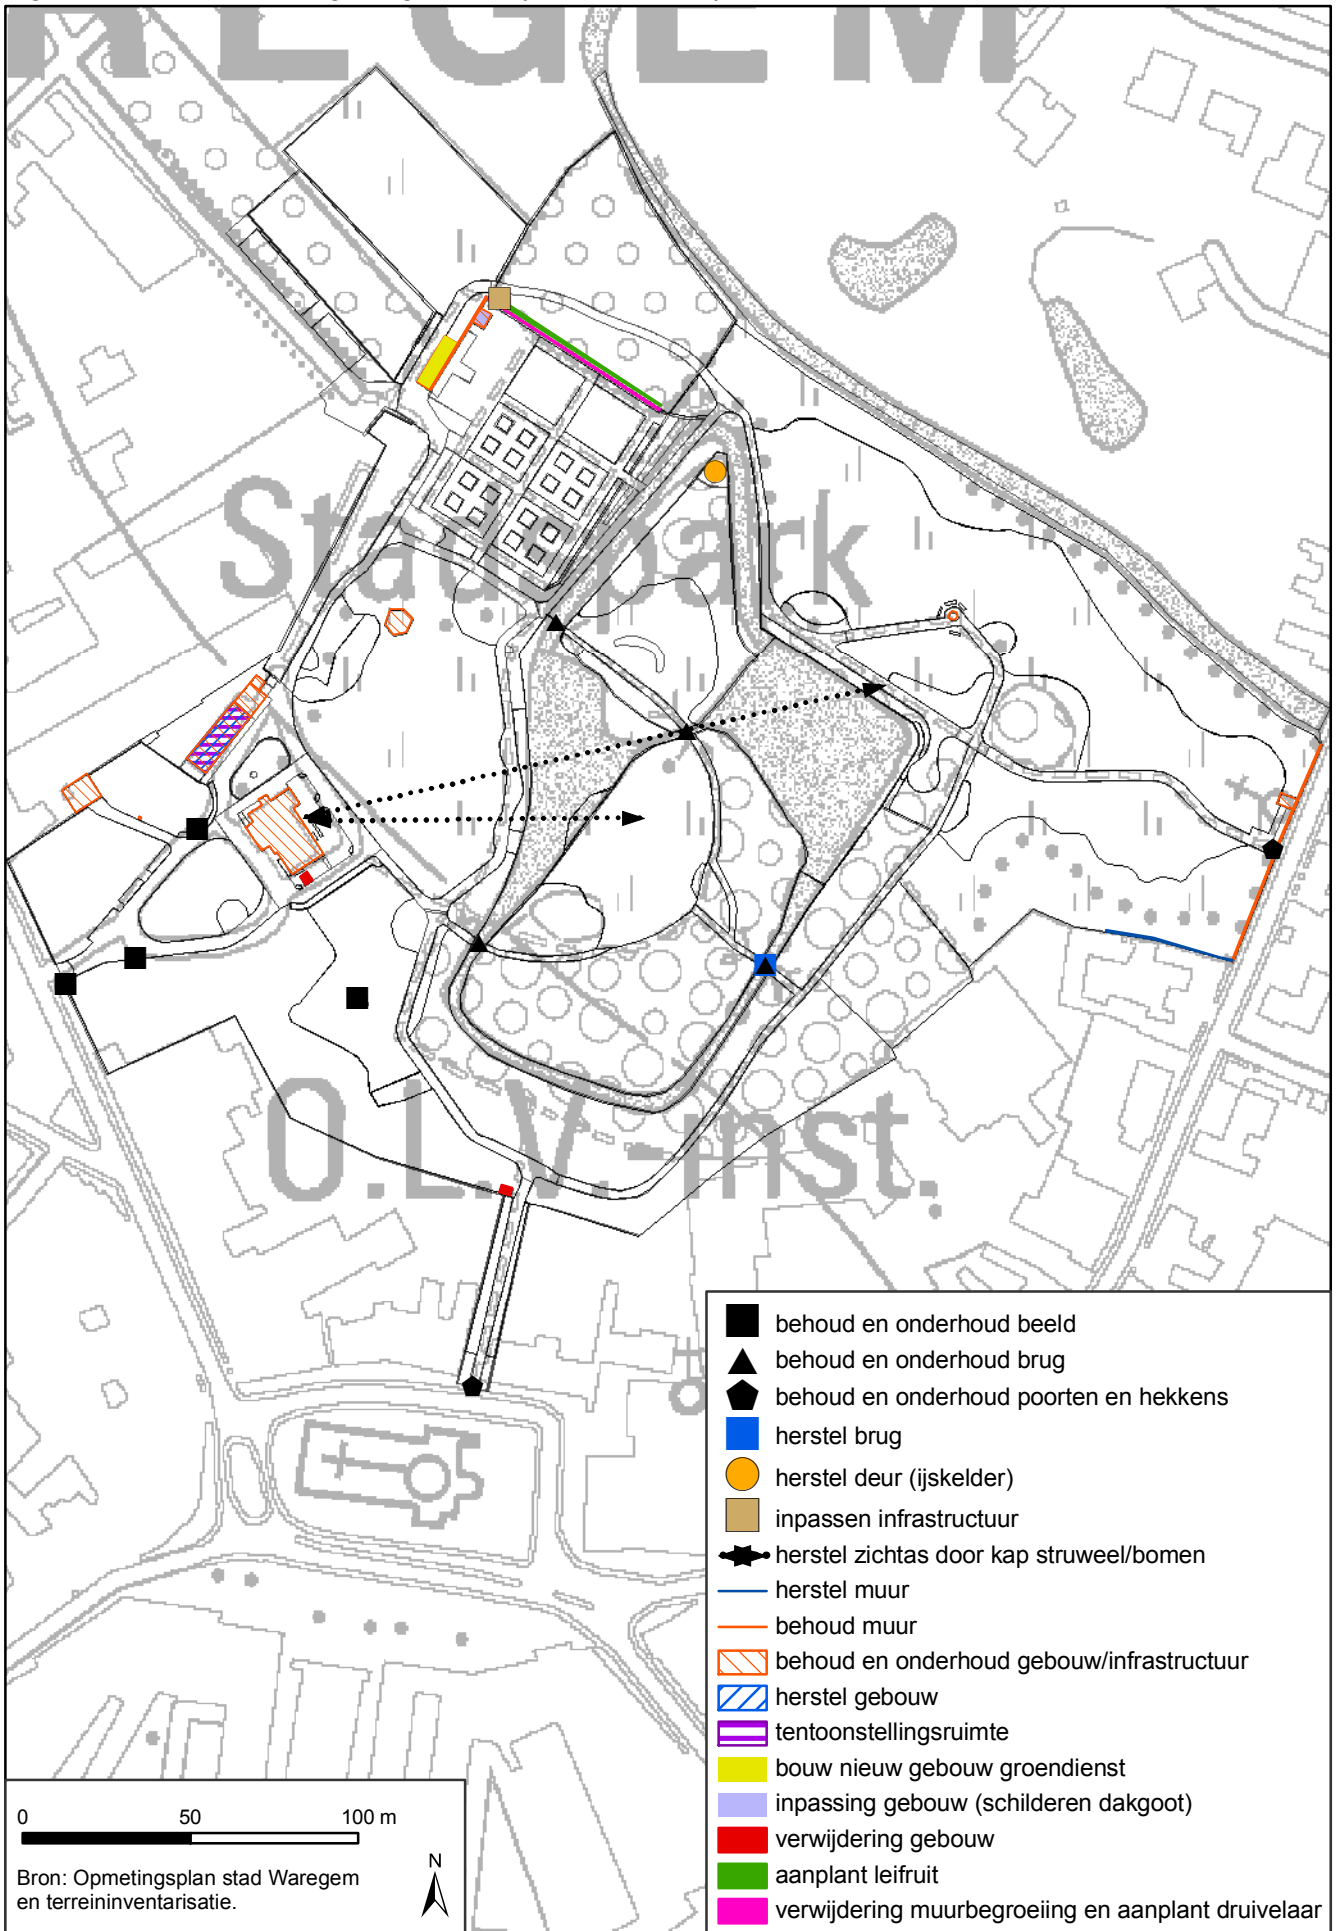 REGEM
Stadspark
O.L.V.-Inst.
behoud en onderhoud beeld
behoud en onderhoud brug
behoud en onderhoud poorten en hekkens
herstel brug
herstel deur (ijskelder)
inpassen infrastructuur
herstel zichtas door kap struweel/bomen
herstel muur
behoud muur
behoud en onderhoud gebouw/infrastructuur
herstel gebouw
tentoonstellingsruimte
bouw nieuw gebouw groendienst
inpassing gebouw (schilderen dakgoot)
verwijdering gebouw
aanplant leifruit
verwijdering muurbegroeiing en aanplant druivelaar
0 50 100 m
N
Bron: Opmetingsplan stad Waregem
en terreininventarisatie.